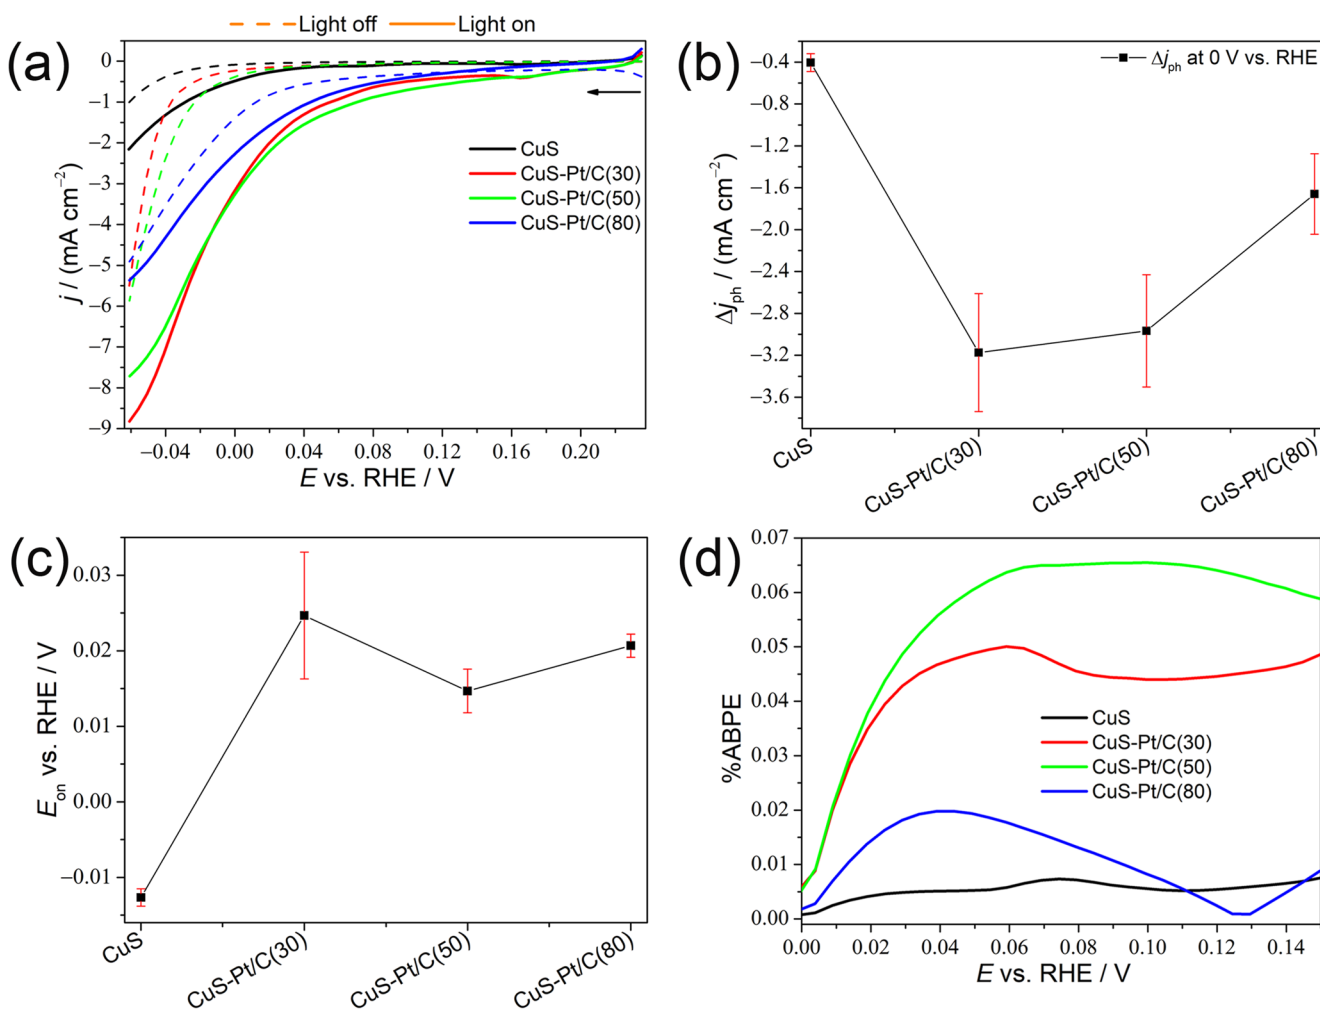 Light off
Light on
(a)
0
−1
−2
−3
−4
−5
−6
−7
−8
−9
j / (mA cm−2)
CuS
CuS-Pt/C(30)
CuS-Pt/C(50)
CuS-Pt/C(80)
−0.04 0.00 0.04 0.08 0.12 0.16 0.20
E vs. RHE / V
(b)
Δjph at 0 V vs. RHE
−0.4
−0.8
−1.2
−1.6
−2.0
−2.4
−2.8
−3.2
−3.6
Δjph / (mA cm−2)
CuS
CuS-Pt/C(30)
CuS-Pt/C(50)
CuS-Pt/C(80)
(c)
0.03
0.02
0.01
0.00
−0.01
Eon vs. RHE / V
CuS
CuS-Pt/C(30)
CuS-Pt/C(50)
CuS-Pt/C(80)
(d)
0.07
0.06
0.05
0.04
0.03
0.02
0.01
0.00
%ABPE
CuS
CuS-Pt/C(30)
CuS-Pt/C(50)
CuS-Pt/C(80)
0.00 0.02 0.04 0.06 0.08 0.10 0.12 0.14
E vs. RHE / V